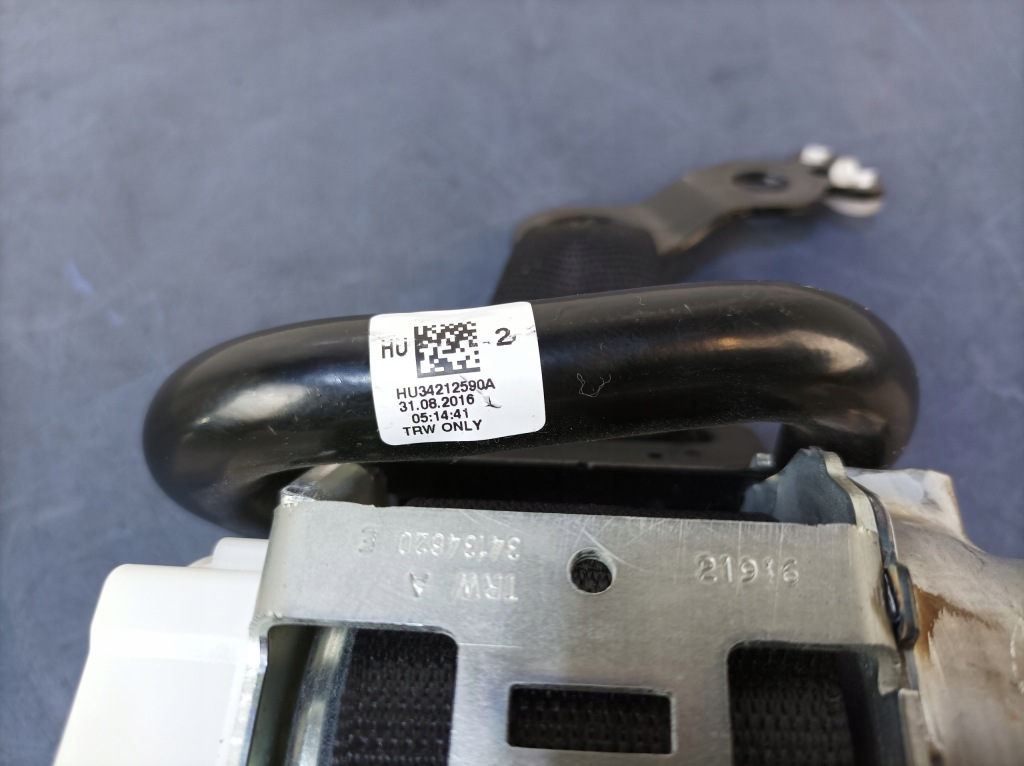 HU 2
HU34212590A
31.08.2016
05:14:41
TRW ONLY
34134820 E
TRW A
21916